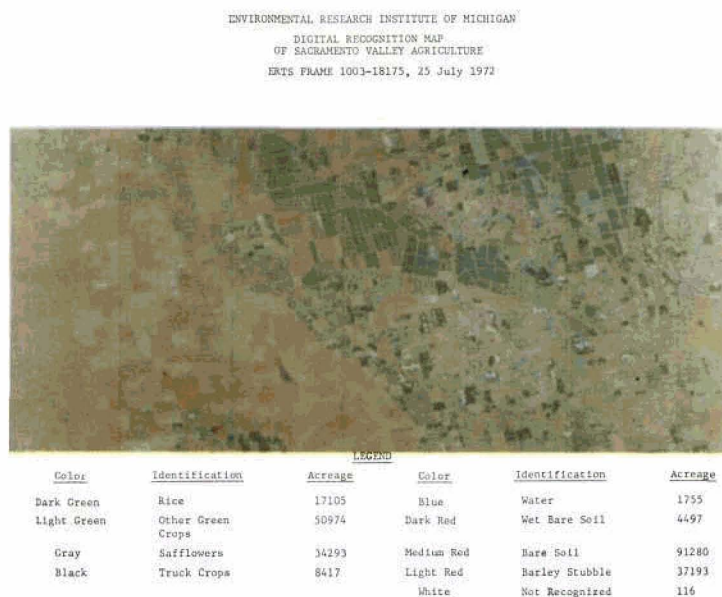 ENVIRONMENTAL RESEARCH INSTITUTE OF MICHIGAN
DIGITAL RECOGNITION MAP
OF SACRAMENTO VALLEY AGRICULTURE
ERTS FRAME 1003-18175, 25 July 1972
LEGEND
Color Identification Acreage Color Identification Acreage
Dark Green Rice 17105 Blue Water 1755
Light Green Other Green Crops 50974 Dark Red Wet Bare Soil 4497
Gray Safflowers 34293 Medium Red Bare Soil 91280
Black Truck Crops 8417 Light Red Barley Stubble 37193
White Not Recognized 116